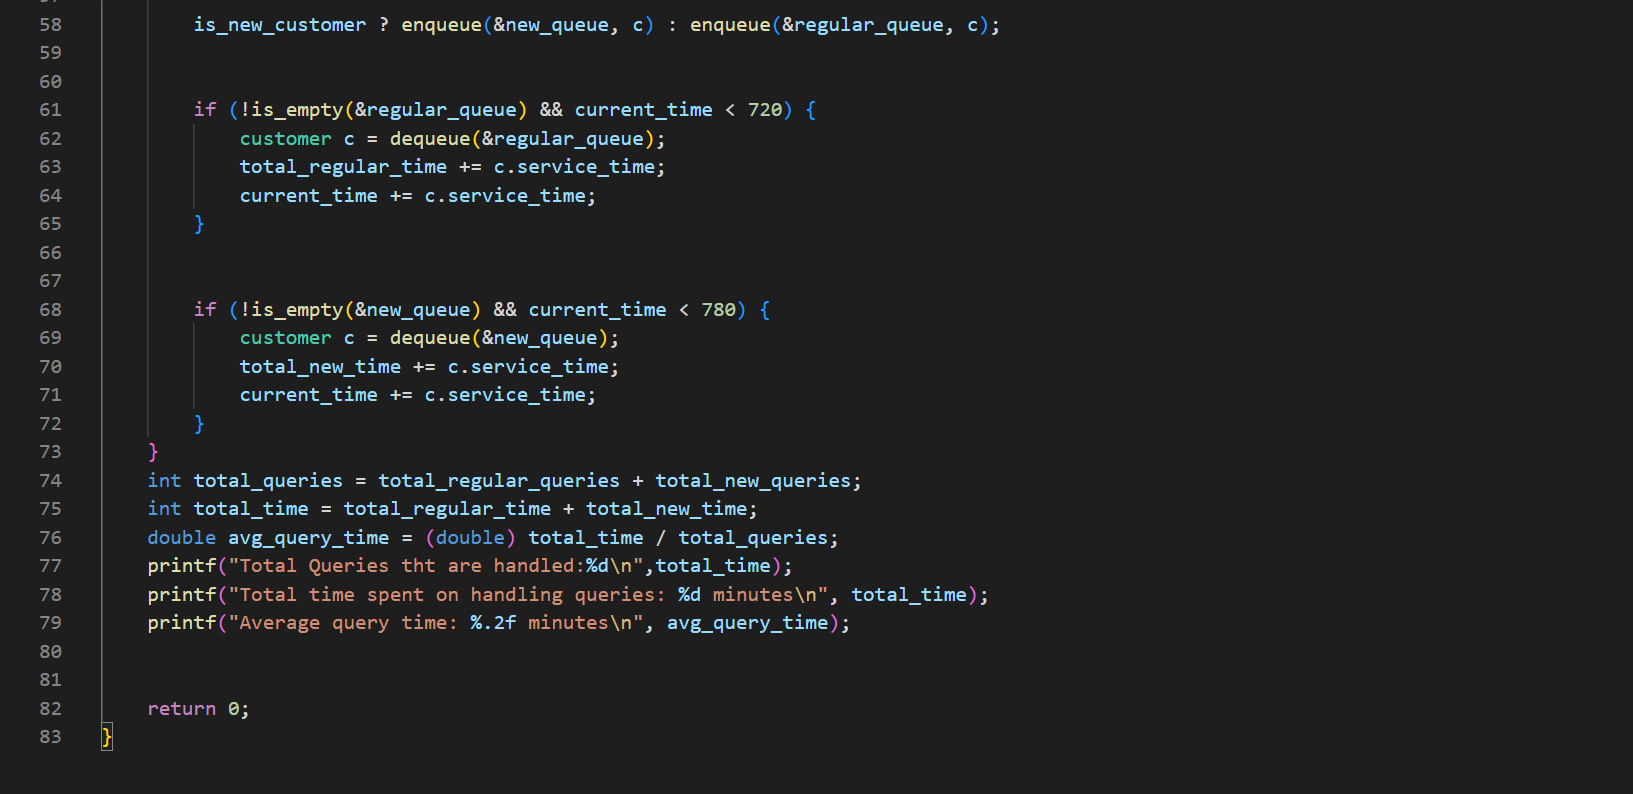 58 is_new_customer ? enqueue(&new_queue, c) : enqueue(&regular_queue, c);
59
60
61 if (!is_empty(&regular_queue) && current_time < 720) {
62 customer c = dequeue(&regular_queue);
63 total_regular_time += c.service_time;
64 current_time += c.service_time;
65 }
66
67
68 if (!is_empty(&new_queue) && current_time < 780) {
69 customer c = dequeue(&new_queue);
70 total_new_time += c.service_time;
71 current_time += c.service_time;
72 }
73 }
74 int total_queries = total_regular_queries + total_new_queries;
75 int total_time = total_regular_time + total_new_time;
76 double avg_query_time = (double) total_time / total_queries;
77 printf("Total Queries tht are handled:%d\n",total_time);
78 printf("Total time spent on handling queries: %d minutes\n", total_time);
79 printf("Average query time: %.2f minutes\n", avg_query_time);
80
81
82 return 0;
83 }